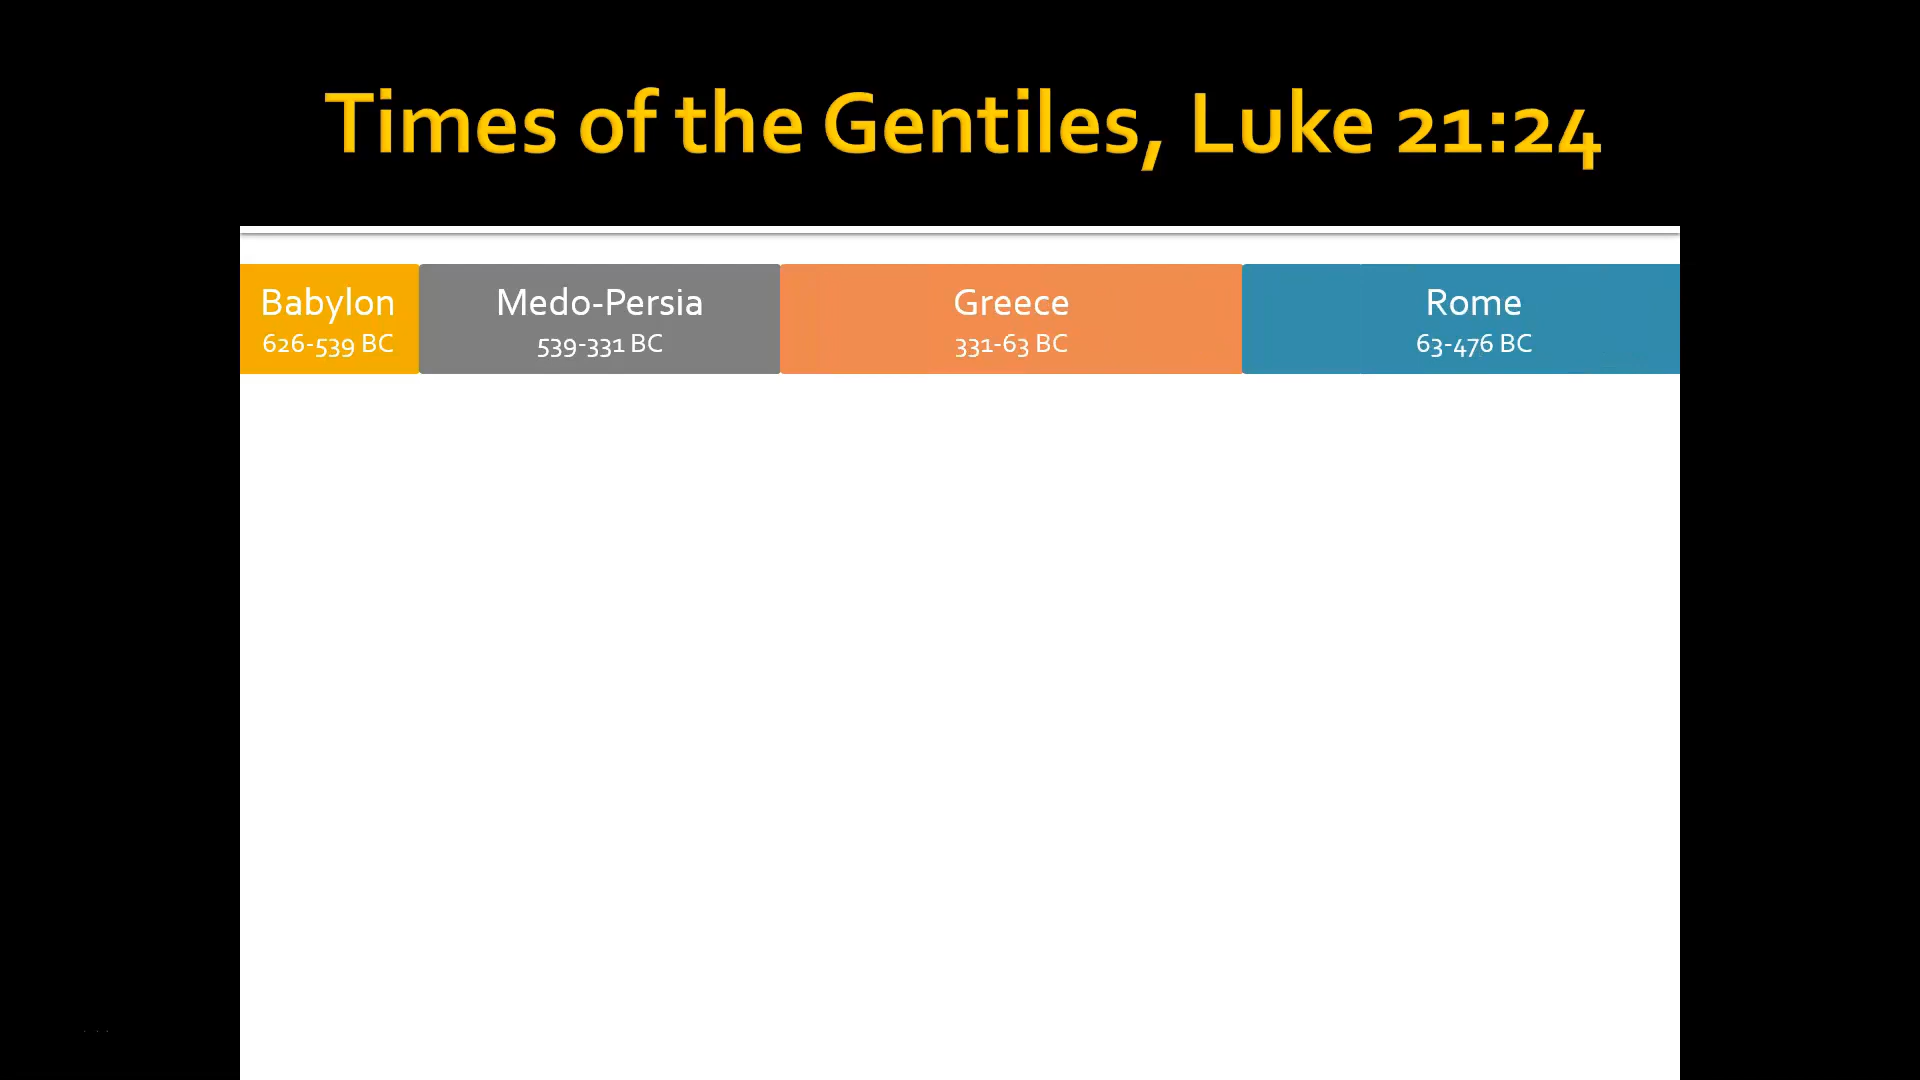 Times of the Gentiles, Luke 21:24
Babylon
626-539 BC
Medo-Persia
539-331 BC
Greece
331-63 BC
Rome
63-476 BC